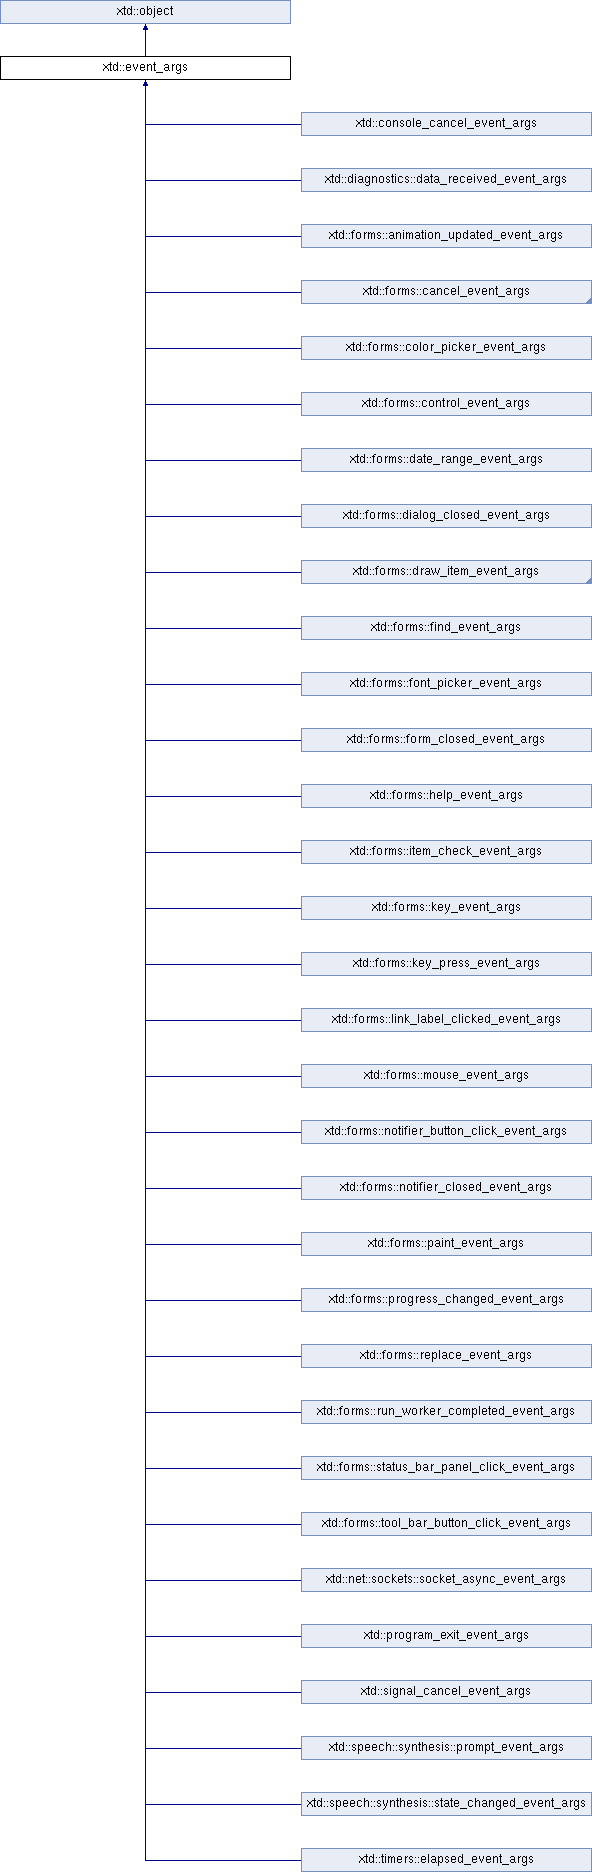 xtd::object
xtd::event_args
xtd::console_cancel_event_args
xtd::diagnostics::data_received_event_args
xtd::forms::animation_updated_event_args
xtd::forms::cancel_event_args
xtd::forms::color_picker_event_args
xtd::forms::control_event_args
xtd::forms::date_range_event_args
xtd::forms::dialog_closed_event_args
xtd::forms::draw_item_event_args
xtd::forms::find_event_args
xtd::forms::font_picker_event_args
xtd::forms::form_closed_event_args
xtd::forms::help_event_args
xtd::forms::item_check_event_args
xtd::forms::key_event_args
xtd::forms::key_press_event_args
xtd::forms::link_label_clicked_event_args
xtd::forms::mouse_event_args
xtd::forms::notifier_button_click_event_args
xtd::forms::notifier_closed_event_args
xtd::forms::paint_event_args
xtd::forms::progress_changed_event_args
xtd::forms::replace_event_args
xtd::forms::run_worker_completed_event_args
xtd::forms::status_bar_panel_click_event_args
xtd::forms::tool_bar_button_click_event_args
xtd::net::sockets::socket_async_event_args
xtd::program_exit_event_args
xtd::signal_cancel_event_args
xtd::speech::synthesis::prompt_event_args
xtd::speech::synthesis::state_changed_event_args
xtd::timers::elapsed_event_args